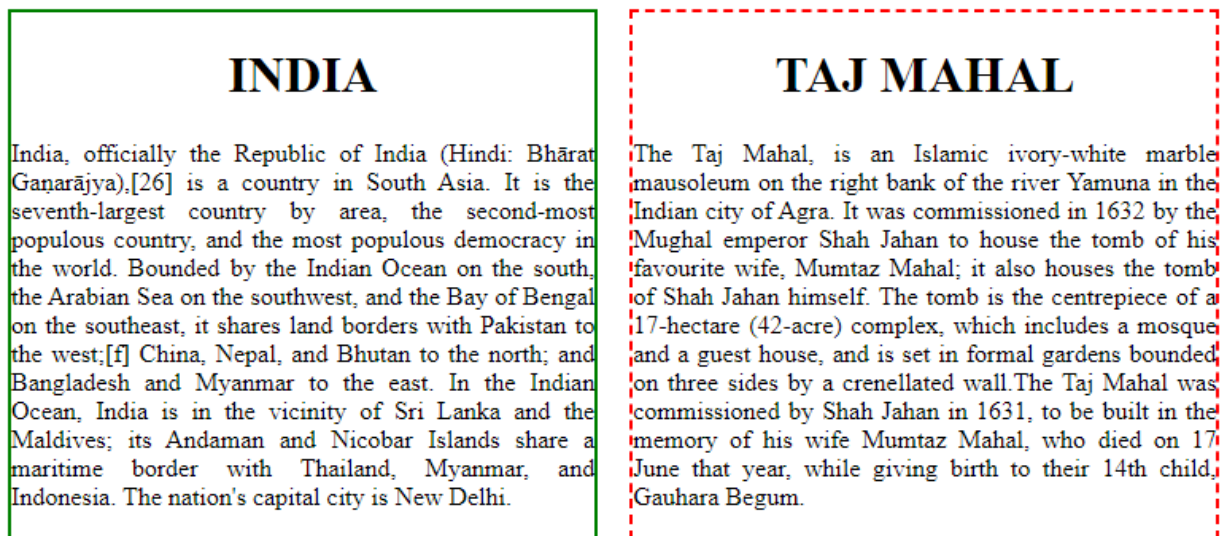 INDIA
India, officially the Republic of India (Hindi: Bhārat
Gaṇarājya),[26] is a country in South Asia. It is the
seventh-largest country by area, the second-most
populous country, and the most populous democracy in
the world. Bounded by the Indian Ocean on the south,
the Arabian Sea on the southwest, and the Bay of Bengal
on the southeast, it shares land borders with Pakistan to
the west;[f] China, Nepal, and Bhutan to the north; and
Bangladesh and Myanmar to the east. In the Indian
Ocean, India is in the vicinity of Sri Lanka and the
Maldives; its Andaman and Nicobar Islands share a
maritime border with Thailand, Myanmar, and
Indonesia. The nation's capital city is New Delhi.
TAJ MAHAL
The Taj Mahal, is an Islamic ivory-white marble
mausoleum on the right bank of the river Yamuna in the
Indian city of Agra. It was commissioned in 1632 by the
Mughal emperor Shah Jahan to house the tomb of his
favourite wife, Mumtaz Mahal; it also houses the tomb
of Shah Jahan himself. The tomb is the centrepiece of a
17-hectare (42-acre) complex, which includes a mosque
and a guest house, and is set in formal gardens bounded
on three sides by a crenellated wall.The Taj Mahal was
commissioned by Shah Jahan in 1631, to be built in the
memory of his wife Mumtaz Mahal, who died on 17
June that year, while giving birth to their 14th child,
Gauhara Begum.